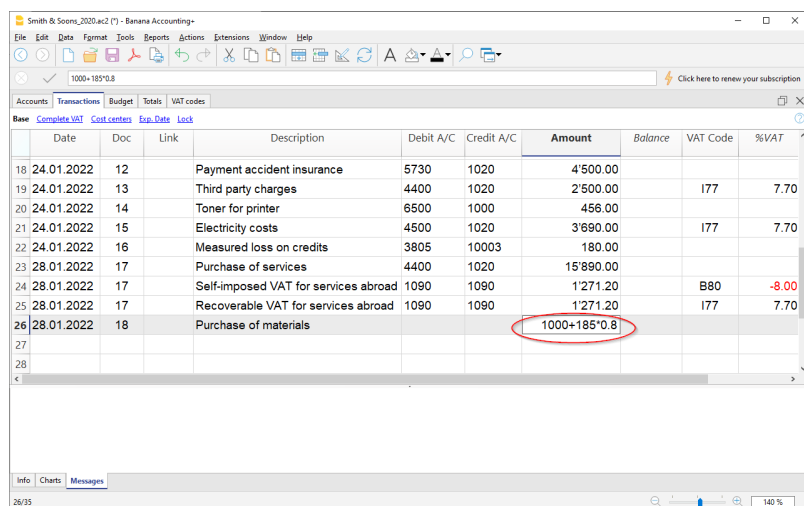 Smith & Soons_2020.ac2 (*) - Banana Accounting+
File Edit Data Format Tools Reports Actions Extensions Window Help
1000+185*0.8 Click here to renew your subscription
Accounts Transactions Budget Totals VAT codes
Base Complete VAT Cost centers Exp. Date Lock
Date Doc Link Description Debit A/C Credit A/C Amount Balance VAT Code %VAT
18 24.01.2022 12 Payment accident insurance 5730 1020 4'500.00
19 24.01.2022 13 Third party charges 4400 1020 2'500.00 I77 7.70
20 24.01.2022 14 Toner for printer 6500 1000 456.00
21 24.01.2022 15 Electricity costs 4500 1020 3'690.00 I77 7.70
22 24.01.2022 16 Measured loss on credits 3805 10003 180.00
23 28.01.2022 17 Purchase of services 4400 1020 15'890.00
24 28.01.2022 17 Self-imposed VAT for services abroad 1090 1090 1'271.20 B80 -8.00
25 28.01.2022 17 Recoverable VAT for services abroad 1090 1090 1'271.20 I77 7.70
26 28.01.2022 18 Purchase of materials 1000+185*0.8
27
28
Info Charts Messages
26/35 140 %